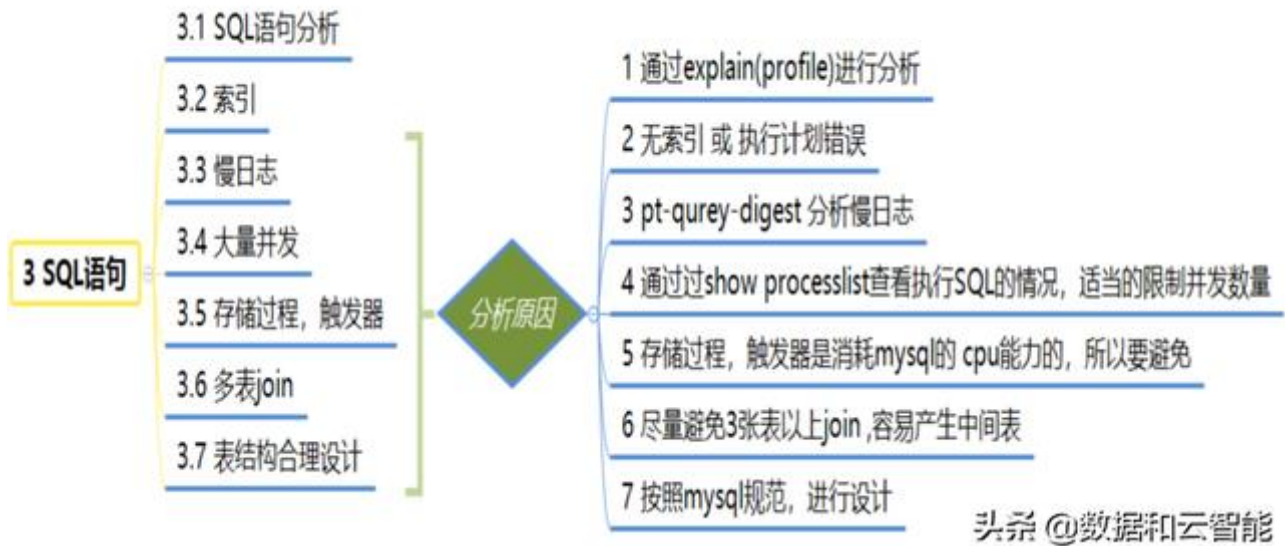 3 SQL语句
3.1 SQL语句分析
3.2 索引
3.3 慢日志
3.4 大量并发
3.5 存储过程，触发器
3.6 多表join
3.7 表结构合理设计
分析原因
1 通过explain(profile)进行分析
2 无索引 或 执行计划错误
3 pt-qurey-digest 分析慢日志
4 通过过show processlist查看执行SQL的情况，适当的限制并发数量
5 存储过程，触发器是消耗mysql的 cpu能力的，所以要避免
6 尽量避免3张表以上join ,容易产生中间表
7 按照mysql规范，进行设计
头条 @数据和云智能